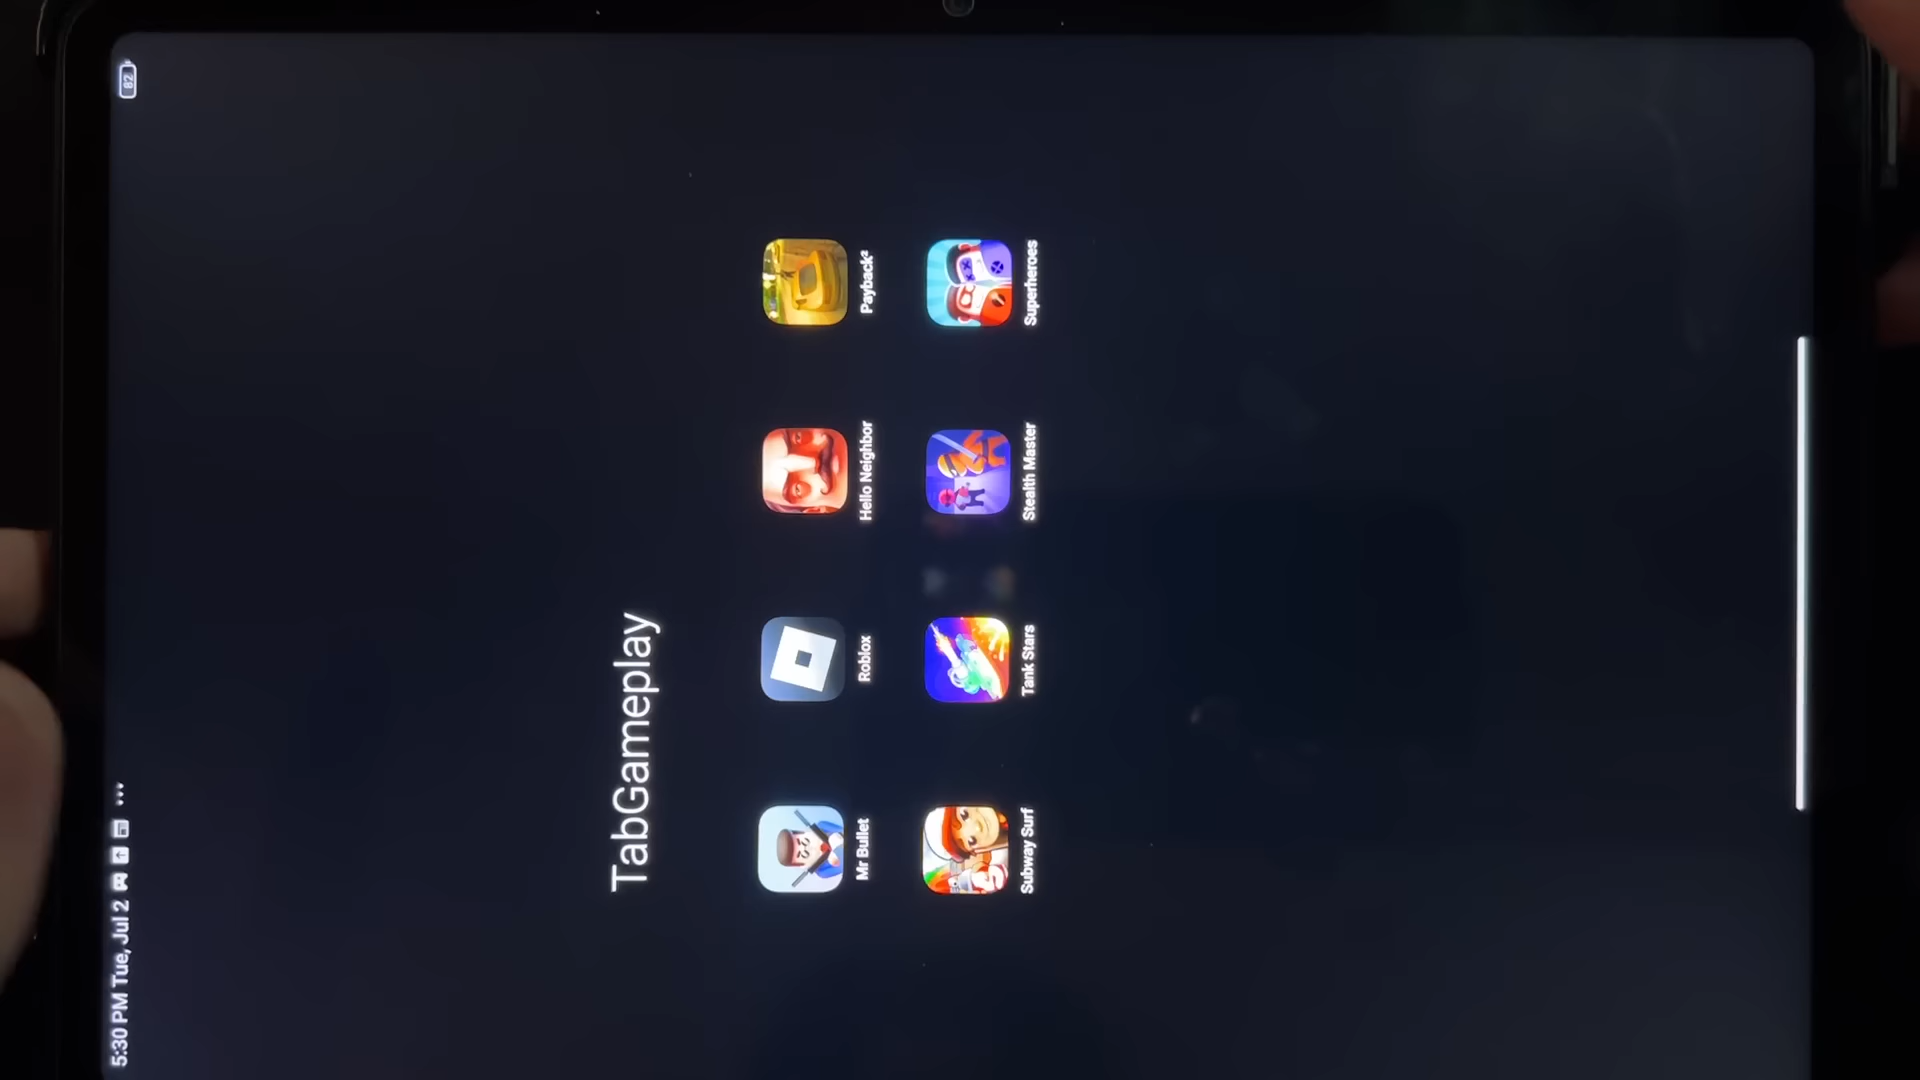 5:30 PM Tue, Jul 2
82
TabGameplay
Mr Bullet
Roblox
Hello Neighbor
Payback²
Subway Surf
Tank Stars
Stealth Master
Superheroes